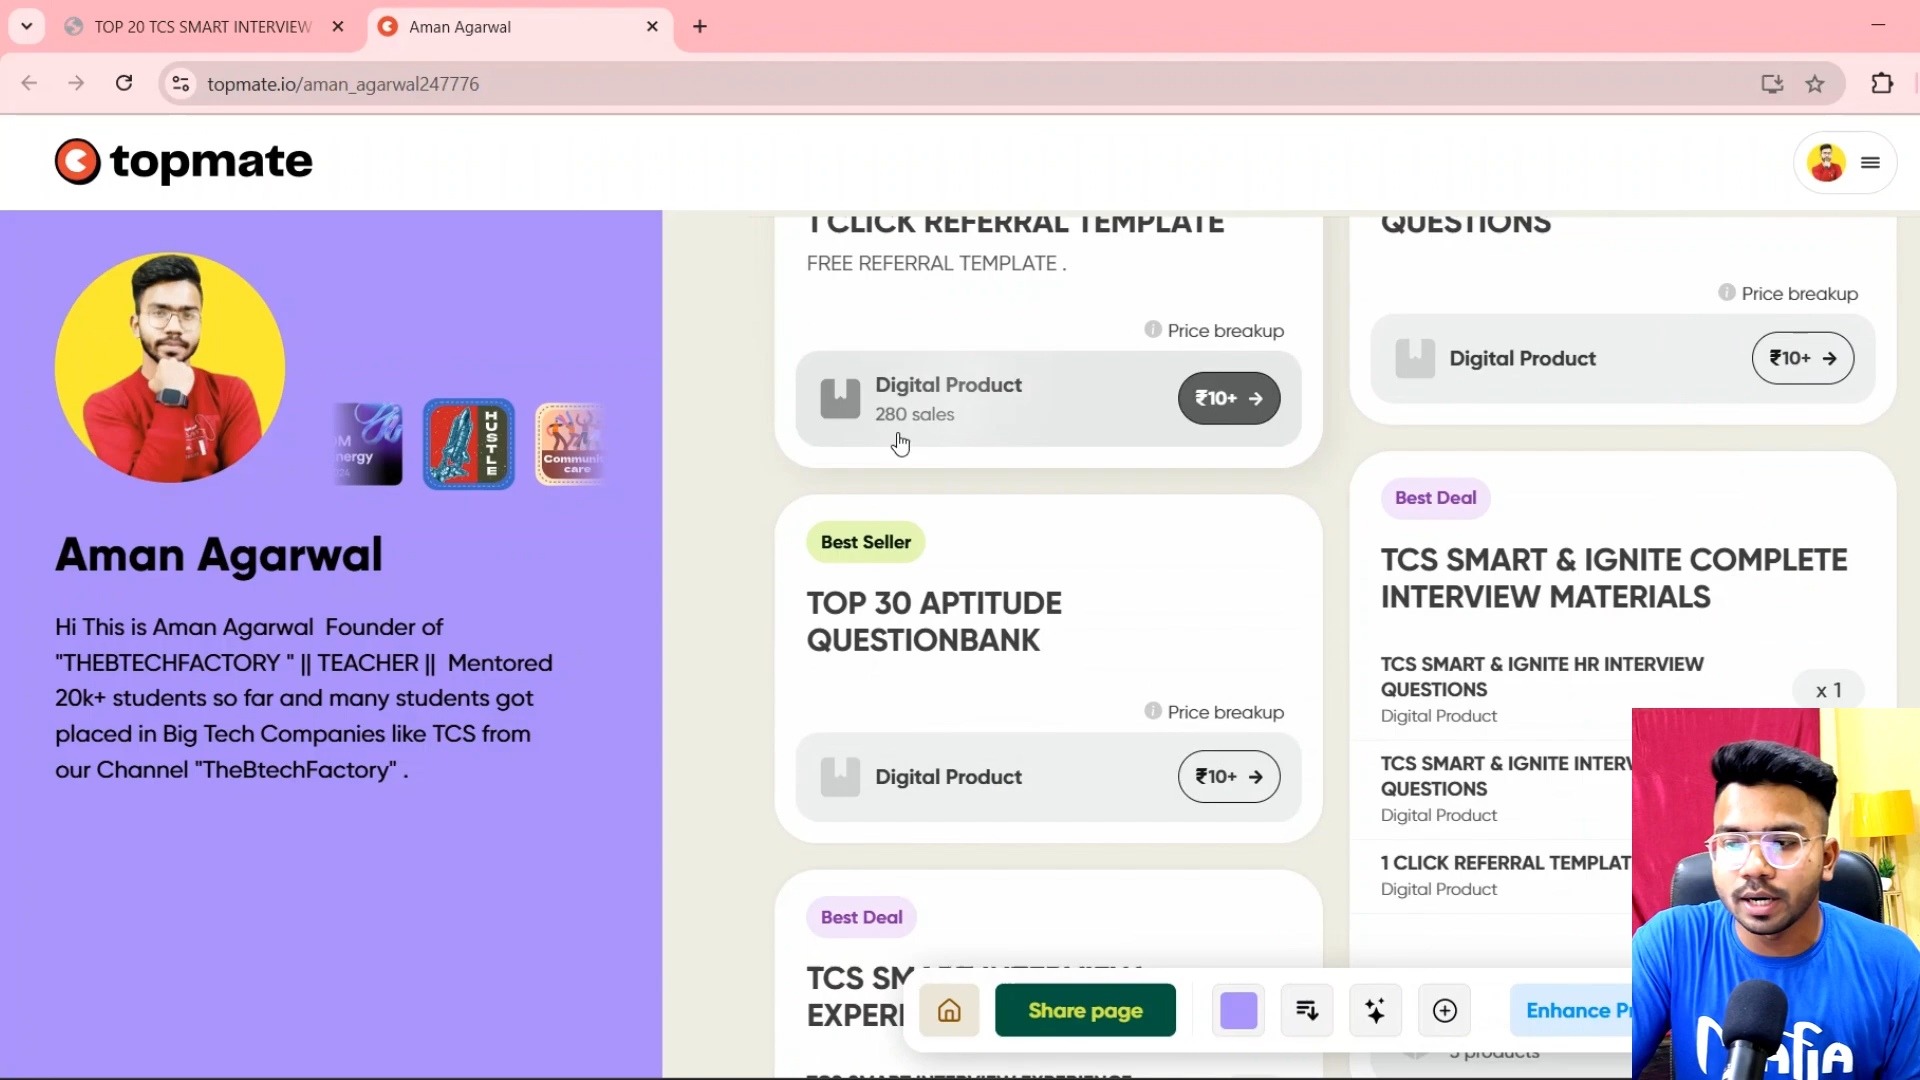 TOP 20 TCS SMART INTERVIEW
Aman Agarwal
topmate.io/aman_agarwal247776
topmate
HUSTLE
Communi
care
Aman Agarwal
Hi This is Aman Agarwal Founder of
"THEBTECHFACTORY " || TEACHER || Mentored
20k+ students so far and many students got
placed in Big Tech Companies like TCS from
our Channel "TheBtechFactory" .
1 CLICK REFERRAL TEMPLATE
FREE REFERRAL TEMPLATE .
Price breakup
Digital Product
280 sales
₹10+ →
Best Seller
TOP 30 APTITUDE
QUESTIONBANK
Price breakup
Digital Product
₹10+ →
Best Deal
TCS SM
EXPERI
QUESTIONS
Price breakup
Digital Product
₹10+ →
Best Deal
TCS SMART & IGNITE COMPLETE
INTERVIEW MATERIALS
TCS SMART & IGNITE HR INTERVIEW
QUESTIONS
Digital Product
x 1
TCS SMART & IGNITE INTERV
QUESTIONS
Digital Product
1 CLICK REFERRAL TEMPLAT
Digital Product
products
Share page
Enhance P
Mafia